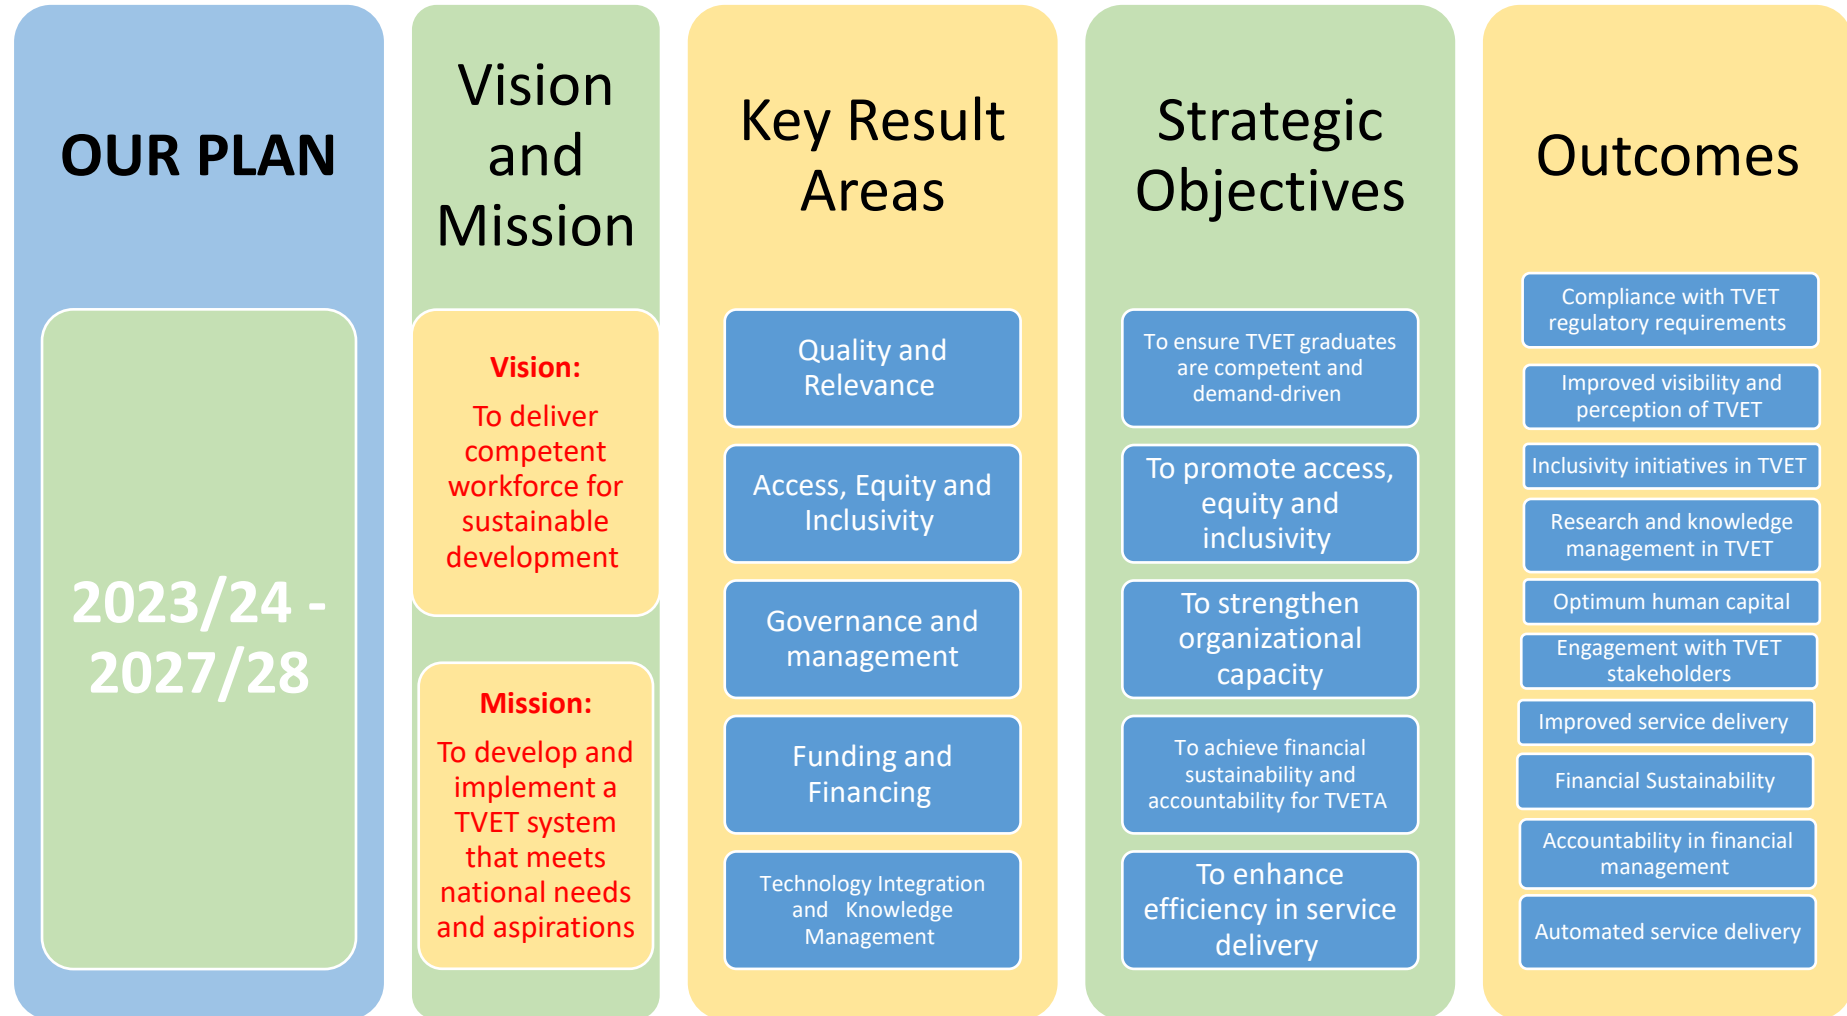 OUR PLAN
2023/24 -
2027/28
Vision
and
Mission
Vision:
To deliver
competent
workforce for
sustainable
development
Mission:
To develop and
implement a
TVET system
that meets
national needs
and aspirations
Key Result
Areas
Quality and
Relevance
Access, Equity and
Inclusivity
Governance and
management
Funding and
Financing
Technology Integration
and Knowledge
Management
Strategic
Objectives
To ensure TVET graduates
are competent and
demand-driven
To promote access,
equity and
inclusivity
To strengthen
organizational
capacity
To achieve financial
sustainability and
accountability for TVETA
To enhance
efficiency in service
delivery
Outcomes
Compliance with TVET
regulatory requirements
Improved visibility and
perception of TVET
Inclusivity initiatives in TVET
Research and knowledge
management in TVET
Optimum human capital
Engagement with TVET
stakeholders
Improved service delivery
Financial Sustainability
Accountability in financial
management
Automated service delivery